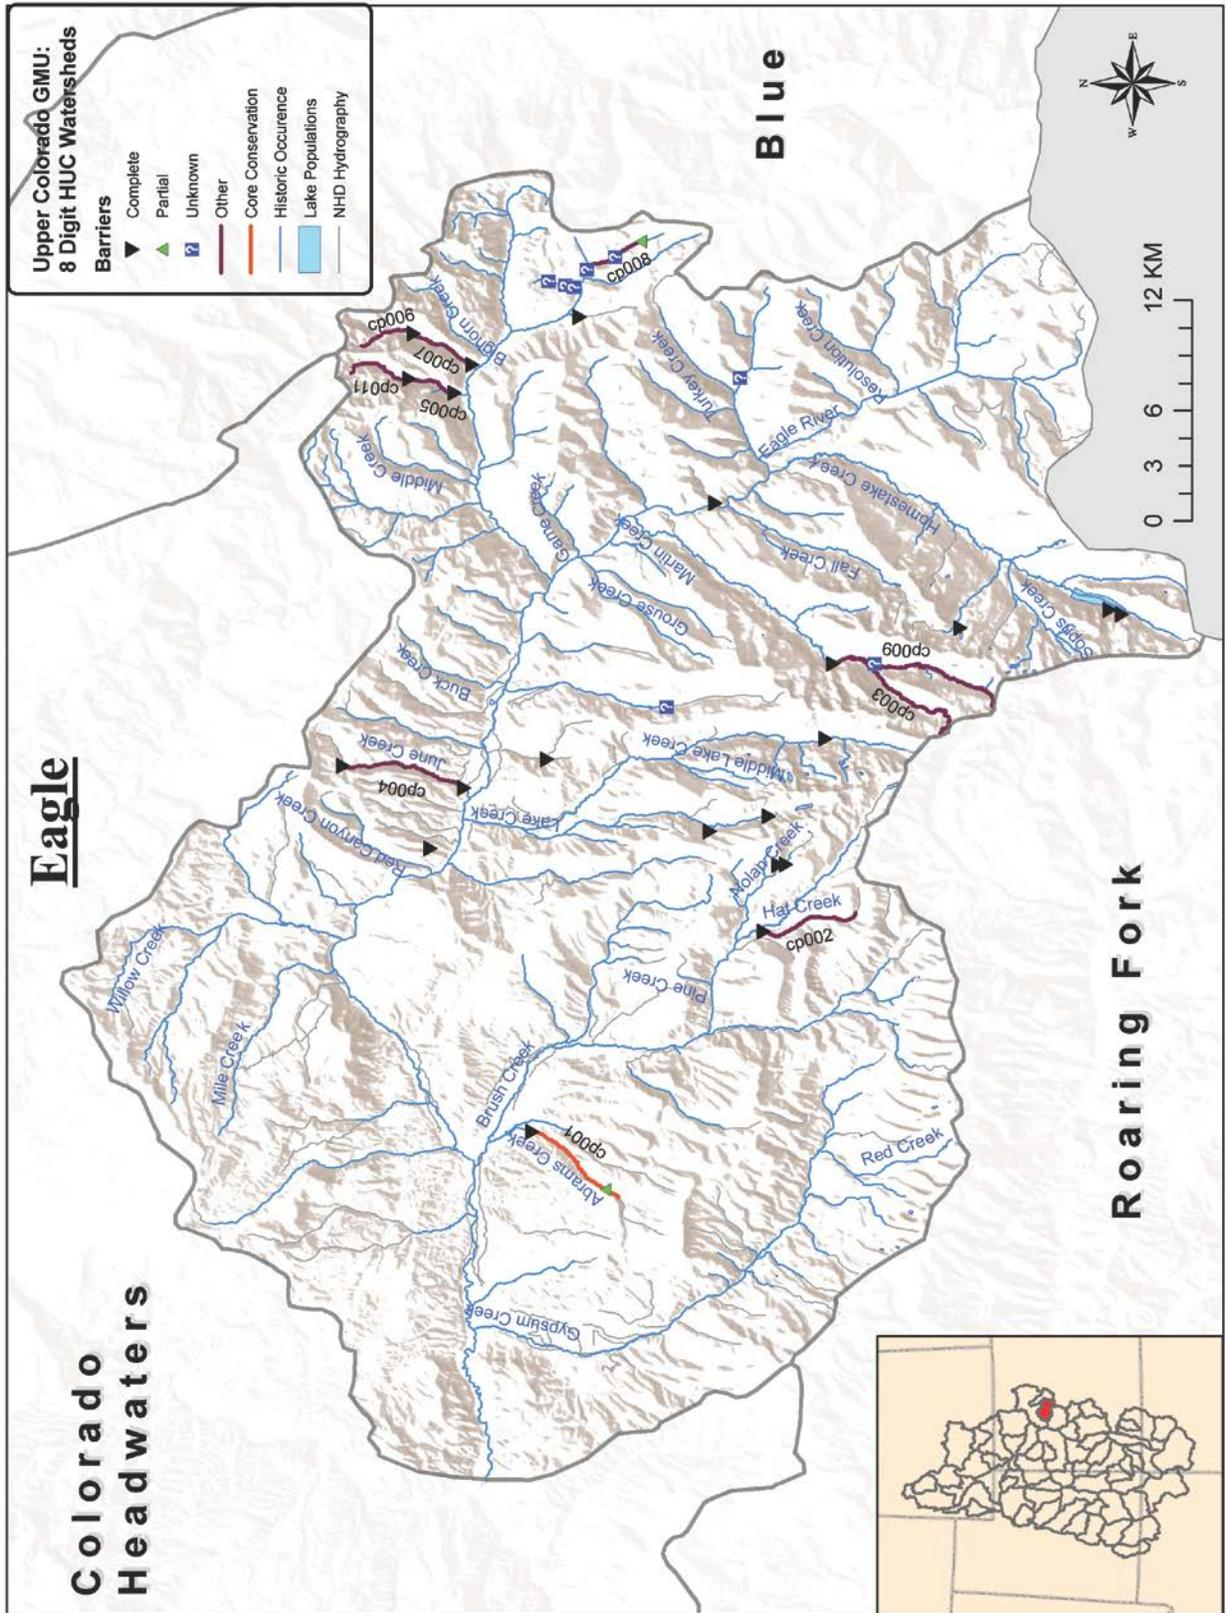 Eagle
Upper Colorado GMU:
8 Digit HUC Watersheds
Barriers
Complete
Partial
? Unknown
Other
Core Conservation
Historic Occurence
Lake Populations
NHD Hydrography
Colorado
Headwaters
Blue
Roaring Fork
N
W
E
S
0 3 6 12 KM
Willow Creek
Mile Creek
Red Canyon Creek
June Creek
cp004
Buck Creek
Middle Creek
cp011
cp005
cp006
cp007
Bighorn Creek
?
?
?
?
?
cp008
Brush Creek
Abrams Creek
cp001
Gypsum Creek
Red Creek
Pine Creek
Hat Creek
cp002
Nolan Creek
Lake Creek
Middle Lake Creek
?
Grouse Creek
Game Creek
Martin Creek
Fall Creek
?
cp003
cp009
Homestake Creek
Sopris Creek
Eagle River
Turkey Creek
?
Resolution Creek